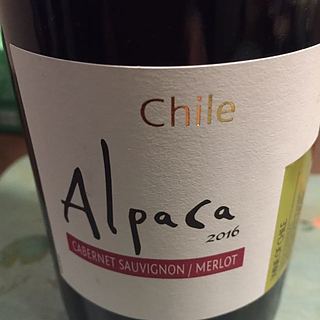 Chile
Alpaca
2016
CABERNET SAUVIGNON / MERLOT